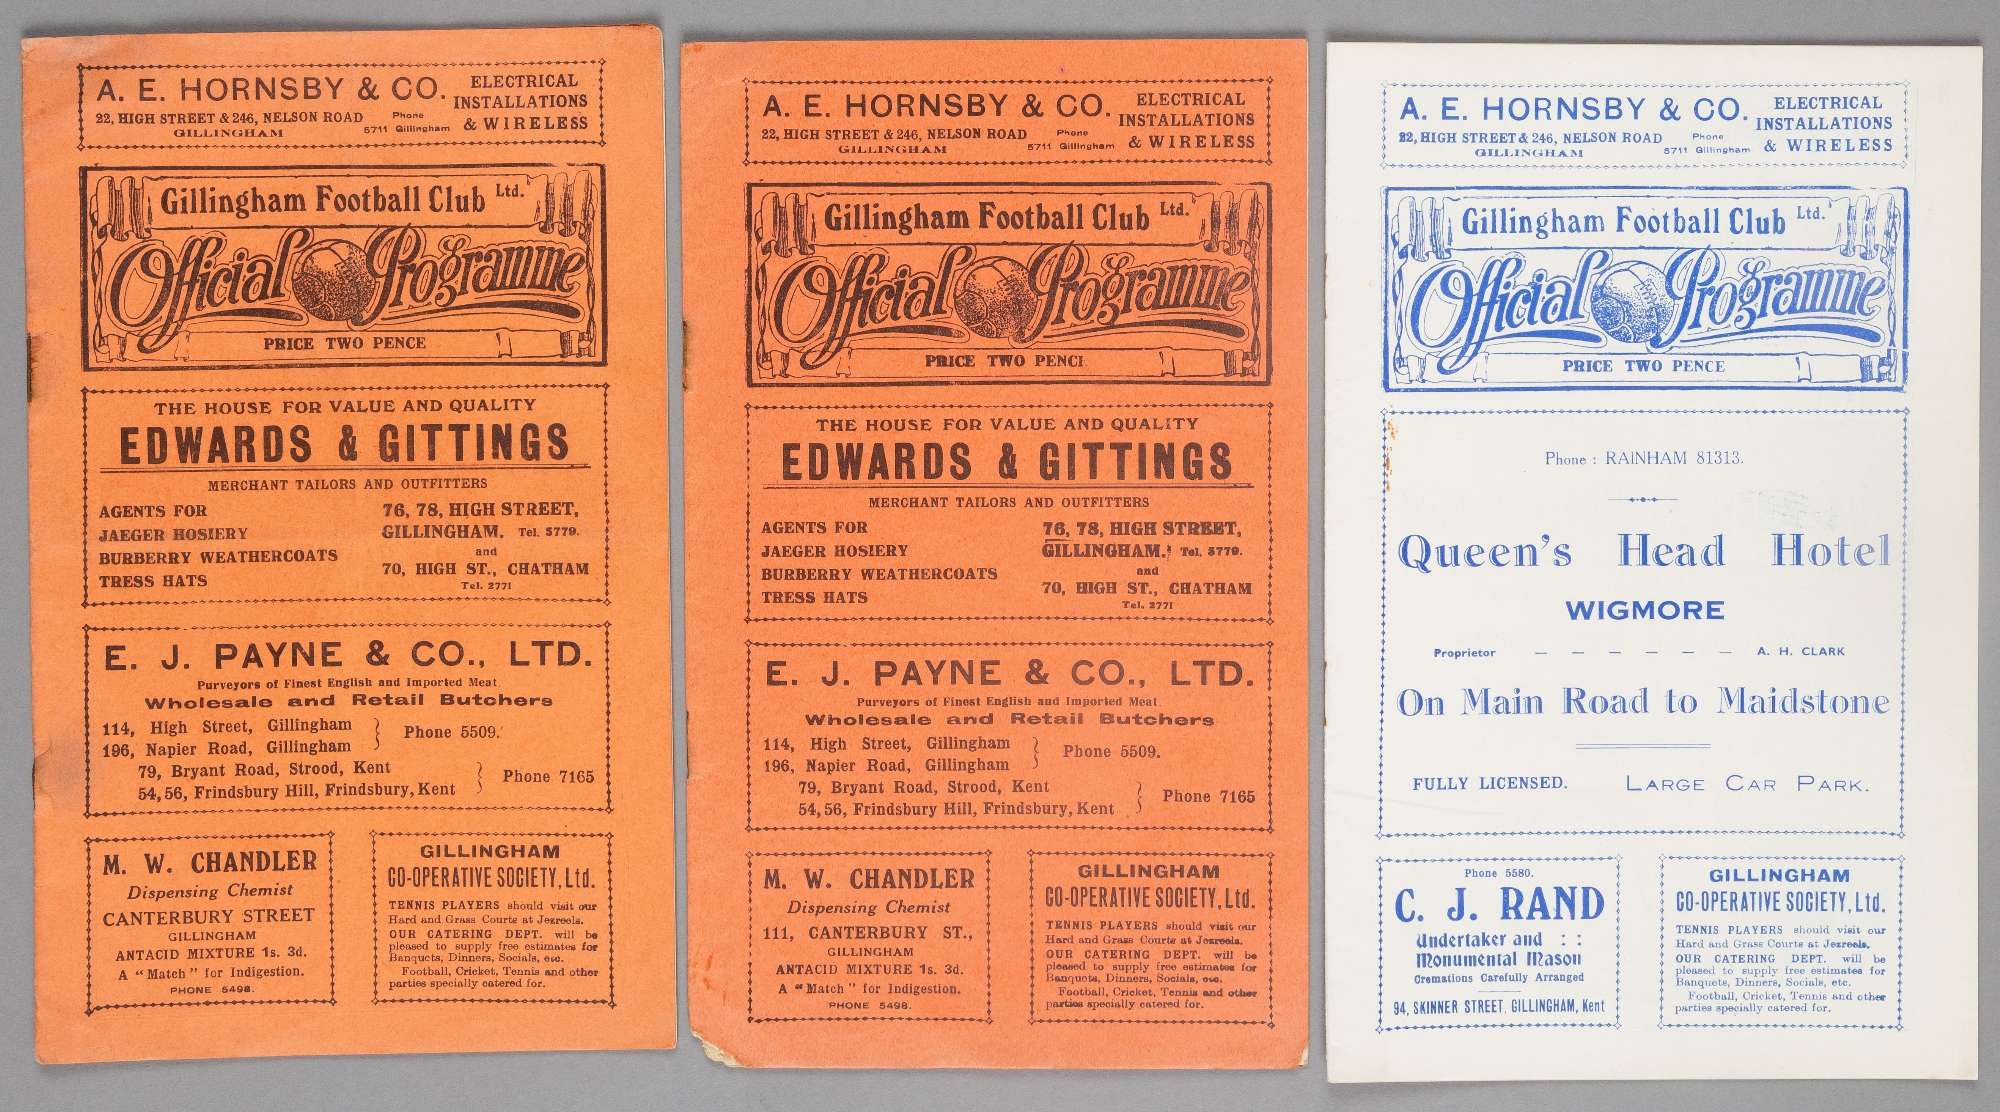 A. E. HORNSBY & CO.
22, HIGH STREET & 246, NELSON ROAD
GILLINGHAM
Phone
5711 Gillingham
ELECTRICAL
INSTALLATIONS
& WIRELESS
Gillingham Football Club Ltd.
Official Programme
PRICE TWO PENCE
THE HOUSE FOR VALUE AND QUALITY
EDWARDS & GITTINGS
MERCHANT TAILORS AND OUTFITTERS
AGENTS FOR
JAEGER HOSIERY
BURBERRY WEATHERCOATS
TRESS HATS
76, 78, HIGH STREET,
GILLINGHAM. Tel. 5779.
and
70, HIGH ST., CHATHAM
Tel. 2771
E. J. PAYNE & CO., LTD.
Purveyors of Finest English and Imported Meat.
Wholesale and Retail Butchers
114, High Street, Gillingham
196, Napier Road, Gillingham
Phone 5509.
79, Bryant Road, Strood, Kent
54, 56, Frindsbury Hill, Frindsbury, Kent
Phone 7165
M. W. CHANDLER
Dispensing Chemist
CANTERBURY STREET
GILLINGHAM
ANTACID MIXTURE 1s. 3d.
A "Match" for Indigestion.
PHONE 5498.
GILLINGHAM
CO-OPERATIVE SOCIETY, Ltd.
TENNIS PLAYERS should visit our
Hard and Grass Courts at Jezreels.
OUR CATERING DEPT. will be
pleased to supply free estimates for
Banquets, Dinners, Socials, etc.
Football, Cricket, Tennis and other
parties specially catered for.
A. E. HORNSBY & CO.
22, HIGH STREET & 246, NELSON ROAD
GILLINGHAM
Phone
5711 Gillingham
ELECTRICAL
INSTALLATIONS
& WIRELESS
Gillingham Football Club Ltd.
Official Programme
PRICE TWO PENCI
THE HOUSE FOR VALUE AND QUALITY
EDWARDS & GITTINGS
MERCHANT TAILORS AND OUTFITTERS
AGENTS FOR
JAEGER HOSIERY
BURBERRY WEATHERCOATS
TRESS HATS
76, 78, HIGH STREET,
GILLINGHAM. Tel. 5779.
and
70, HIGH ST., CHATHAM
Tel. 2771
E. J. PAYNE & CO., LTD.
Purveyors of Finest English and Imported Meat.
Wholesale and Retail Butchers
114, High Street, Gillingham
196, Napier Road, Gillingham
Phone 5509.
79, Bryant Road, Strood, Kent
54, 56, Frindsbury Hill, Frindsbury, Kent
Phone 7165
M. W. CHANDLER
Dispensing Chemist
111, CANTERBURY ST.,
GILLINGHAM
ANTACID MIXTURE 1s. 3d.
A "Match" for Indigestion.
PHONE 5498.
GILLINGHAM
CO-OPERATIVE SOCIETY, Ltd.
TENNIS PLAYERS should visit our
Hard and Grass Courts at Jezreels.
OUR CATERING DEPT. will be
pleased to supply free estimates for
Banquets, Dinners, Socials, etc.
Football, Cricket, Tennis and other
parties specially catered for.
A. E. HORNSBY & CO.
22, HIGH STREET & 246, NELSON ROAD
GILLINGHAM
Phone
5711 Gillingham
ELECTRICAL
INSTALLATIONS
& WIRELESS
Gillingham Football Club Ltd.
Official Programme
PRICE TWO PENCE
Phone : RAINHAM 81313.
Queen's Head Hotel
WIGMORE
Proprietor — — — — — — A. H. CLARK
On Main Road to Maidstone
FULLY LICENSED. LARGE CAR PARK.
Phone 5580.
C. J. RAND
Undertaker and : :
Monumental Mason
Cremations Carefully Arranged
94, SKINNER STREET, GILLINGHAM, Kent
GILLINGHAM
CO-OPERATIVE SOCIETY, Ltd.
TENNIS PLAYERS should visit our
Hard and Grass Courts at Jezreels.
OUR CATERING DEPT. will be
pleased to supply free estimates for
Banquets, Dinners, Socials, etc.
Football, Cricket, Tennis and other
parties specially catered for.